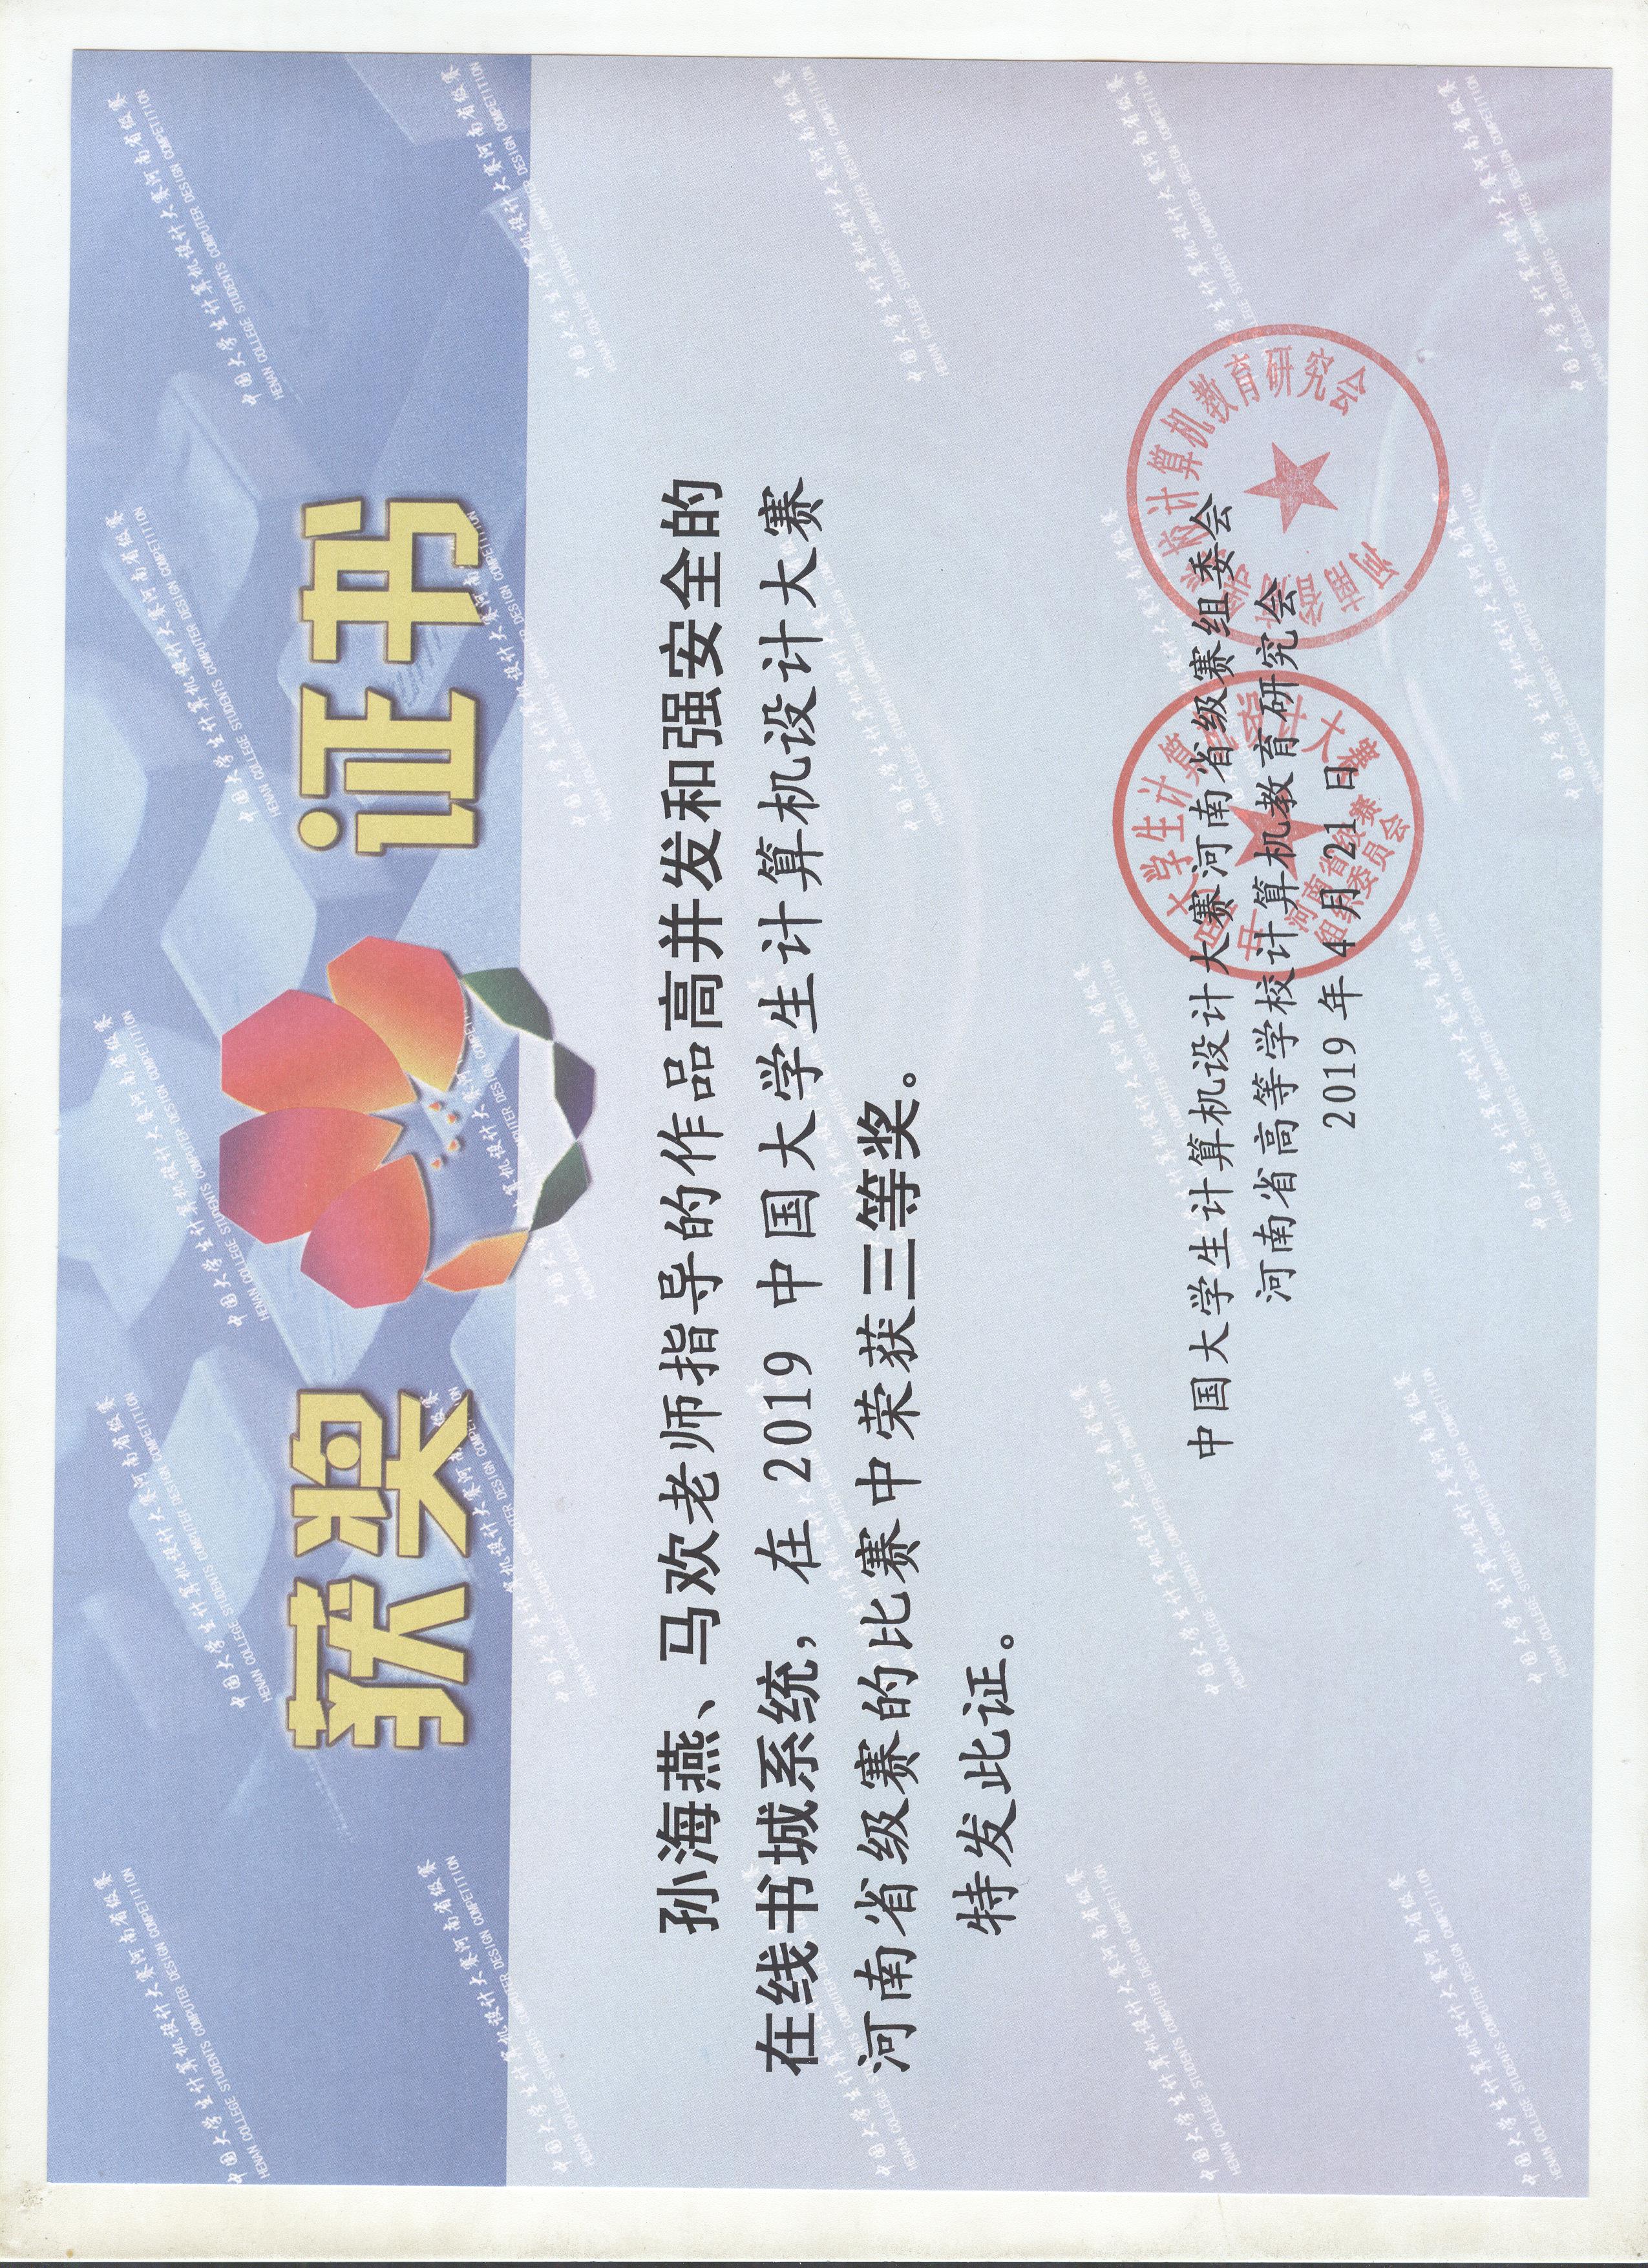 获奖 证书
孙海燕、马欢老师指导的作品高并发和强安全的
在线书城系统，在 2019 中国大学生计算机设计大赛
河南省级赛的比赛中荣获三等奖。
特发此证。
中国大学生计算机设计大赛河南省级赛组委会
河南省高等学校计算机教育研究会
2019 年 4 月 21 日
中国大学生计算机设计大赛
河南省级赛
组织委员会
河南省高等学校计算机教育研究会
中国大学生计算机设计大赛河南省级赛
HENAN COLLEGE STUDENTS COMPUTER DESIGN COMPETITION